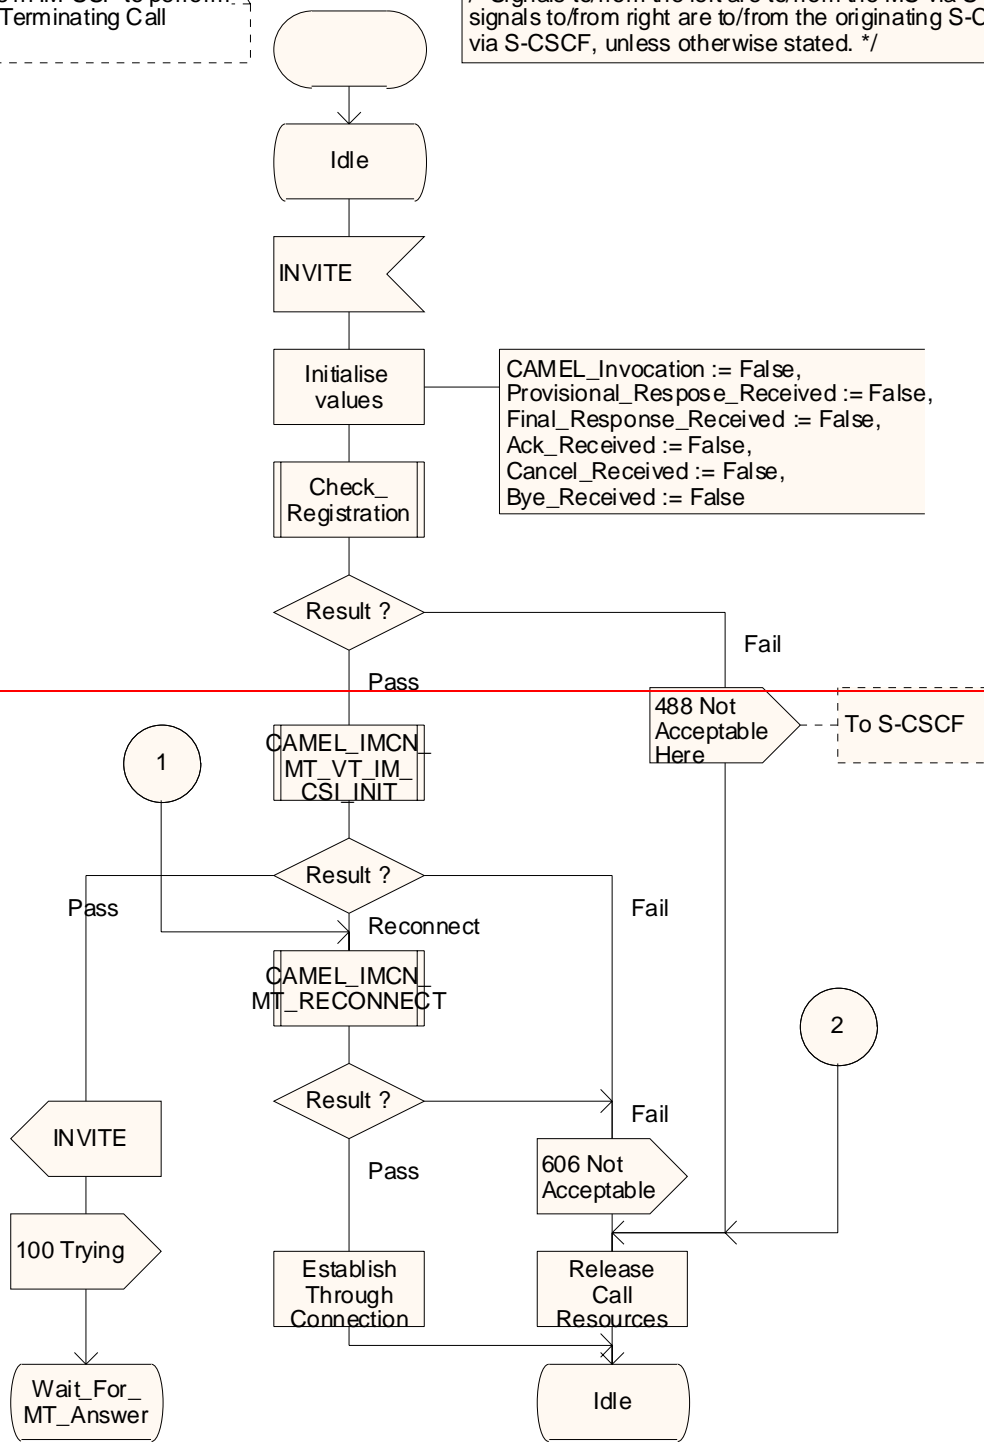 Terminating Call
signals to/from right are to/from the originating S-C
via S-CSCF, unless otherwise stated. */
Idle
INVITE
Initialise
values
CAMEL_Invocation := False,
Provisional_Respose_Received := False,
Final_Response_Received := False,
Ack_Received := False,
Cancel_Received := False,
Bye_Received := False
Check_
Registration
Result ?
Fail
Pass
488 Not
Acceptable
Here
To S-CSCF
CAMEL_IMCN_
MT_VT_IM_
CSI_INIT
1
Result ?
Pass
Fail
Reconnect
CAMEL_IMCN_
MT_RECONNECT
2
Result ?
Fail
INVITE
Pass
606 Not
Acceptable
100 Trying
Establish
Through
Connection
Release
Call
Resources
Wait_For_
MT_Answer
Idle